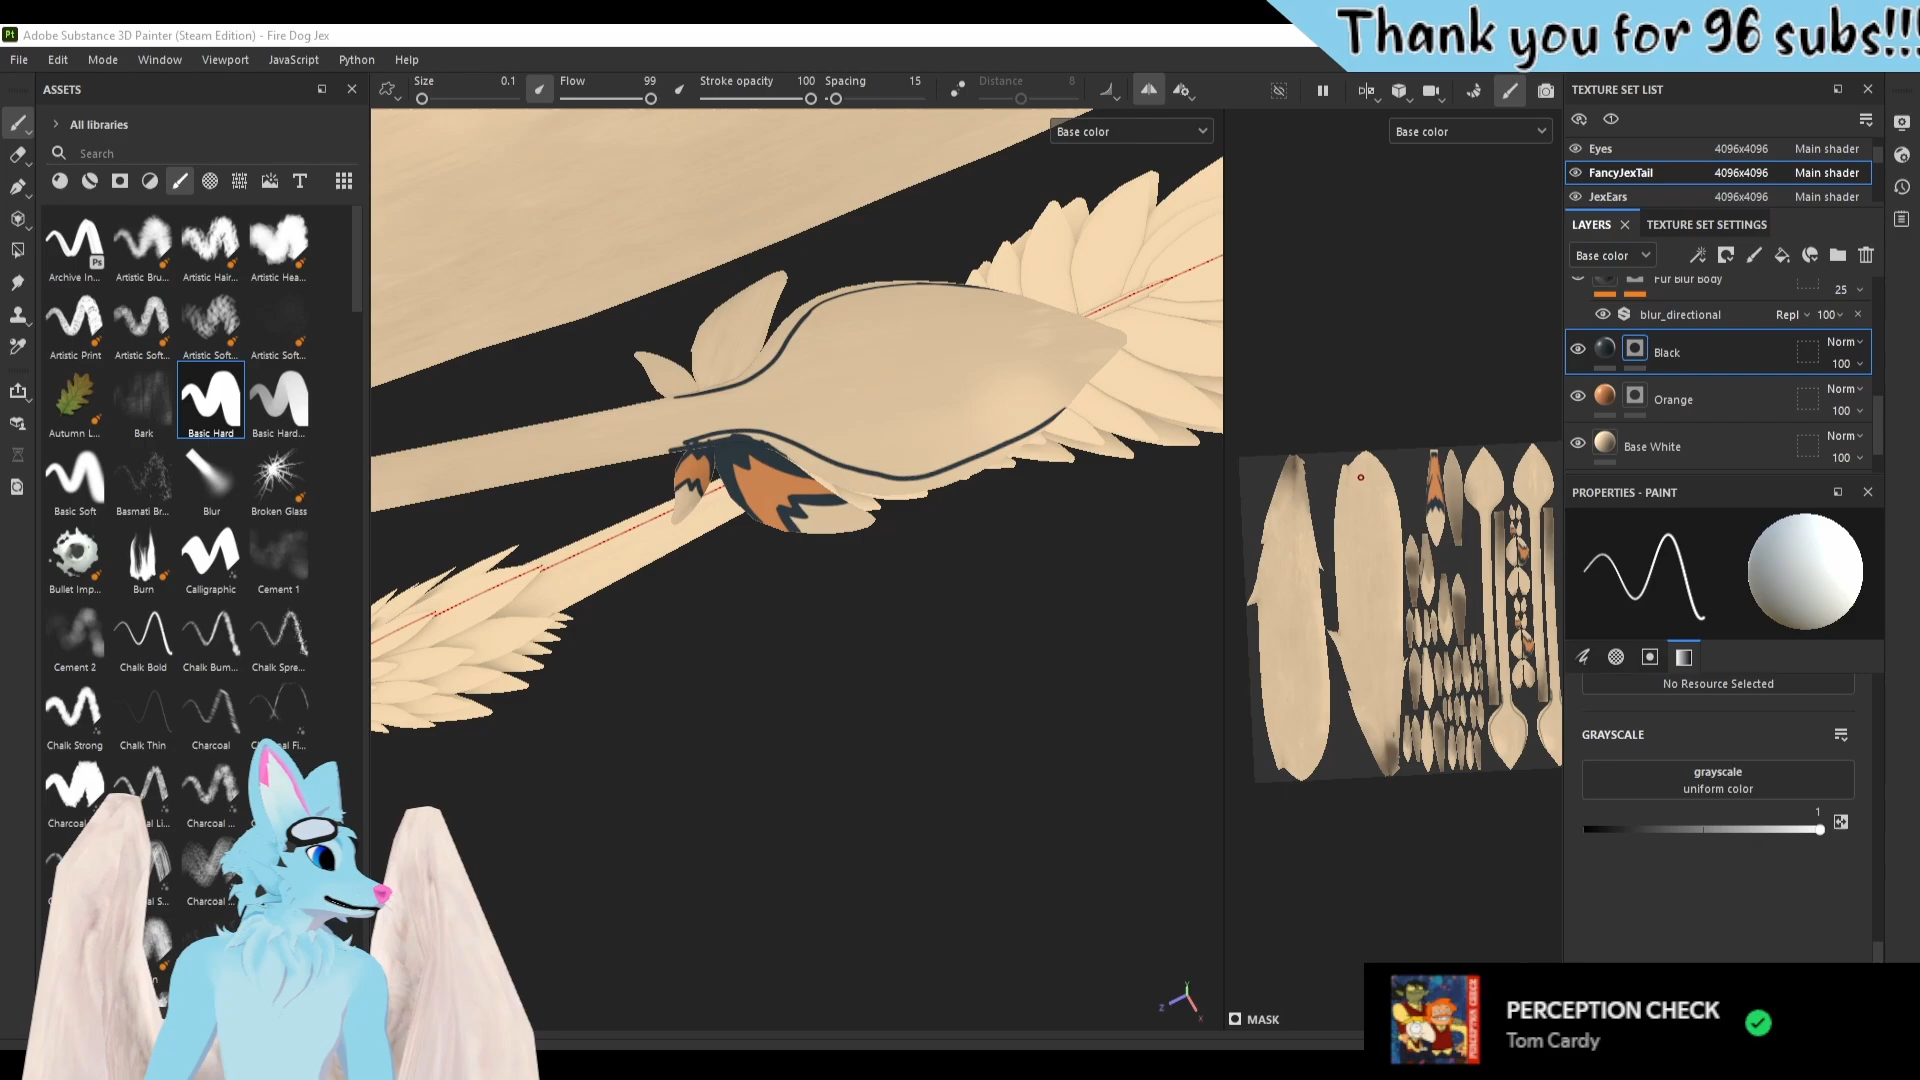 Thank you for 96 subs!!!
Adobe Substance 3D Painter (Steam Edition) - Fire Dog Jex
File Edit Mode Window Viewport JavaScript Python Help
ASSETS
Size 0.1 Flow 99 Stroke opacity 100 Spacing 15 Distance 8
All libraries
Search
Archive In... Artistic Bru... Artistic Hair... Artistic Hea...
Artistic Print Artistic Soft... Artistic Soft... Artistic Soft...
Autumn L... Bark Basic Hard Basic Hard...
Basic Soft Basmati Br... Blur Broken Glass
Bullet Imp... Burn Calligraphic Cement 1
Cement 2 Chalk Bold Chalk Bum... Chalk Spre...
Chalk Strong Chalk Thin Charcoal
Charcoal ...
Charcoal ...
Base color
Base color
MASK
TEXTURE SET LIST
Eyes 4096x4096 Main shader
FancyJexTail 4096x4096 Main shader
JexEars 4096x4096 Main shader
LAYERS TEXTURE SET SETTINGS
Base color
Fur Blur Body
25
blur_directional Repl 100
Black Norm
100
Orange Norm
100
Base White Norm
100
PROPERTIES - PAINT
No Resource Selected
GRAYSCALE
grayscale
uniform color
1
PERCEPTION CHECK
Tom Cardy